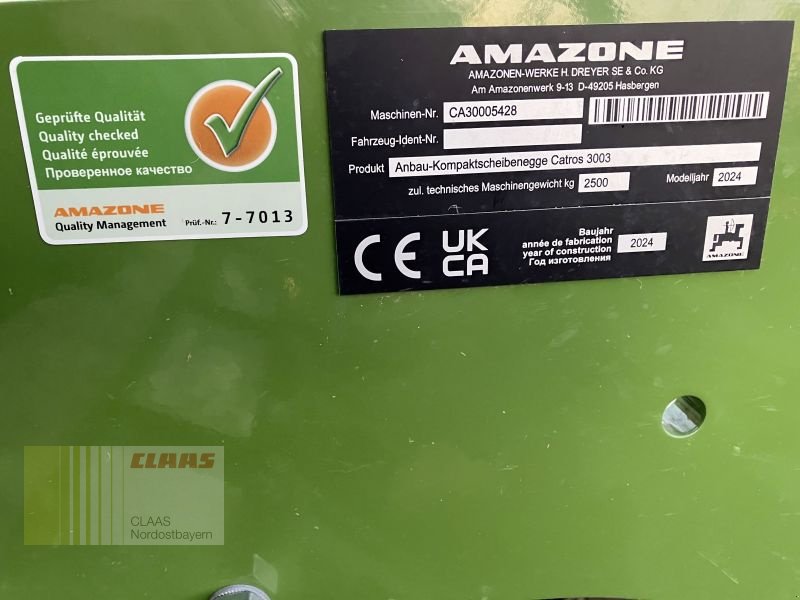 Geprüfte Qualität
Quality checked
Qualité éprouvée
Проверенное качество
AMAZONE
Quality Management
Prüf.-Nr.: 7-7013
AMAZONE
AMAZONEN-WERKE H. DREYER SE & Co. KG
Am Amazonenwerk 9-13 D-49205 Hasbergen
Maschinen-Nr. CA30005428
Fahrzeug-Ident-Nr.
Produkt Anbau-Kompaktscheibenegge Catros 3003
zul. technisches Maschinengewicht kg 2500 Modelljahr 2024
CE UK
CA
Baujahr
année de fabrication
year of construction
Год изготовления
2024
AMAZONE
CLAAS
CLAAS
Nordostbayern